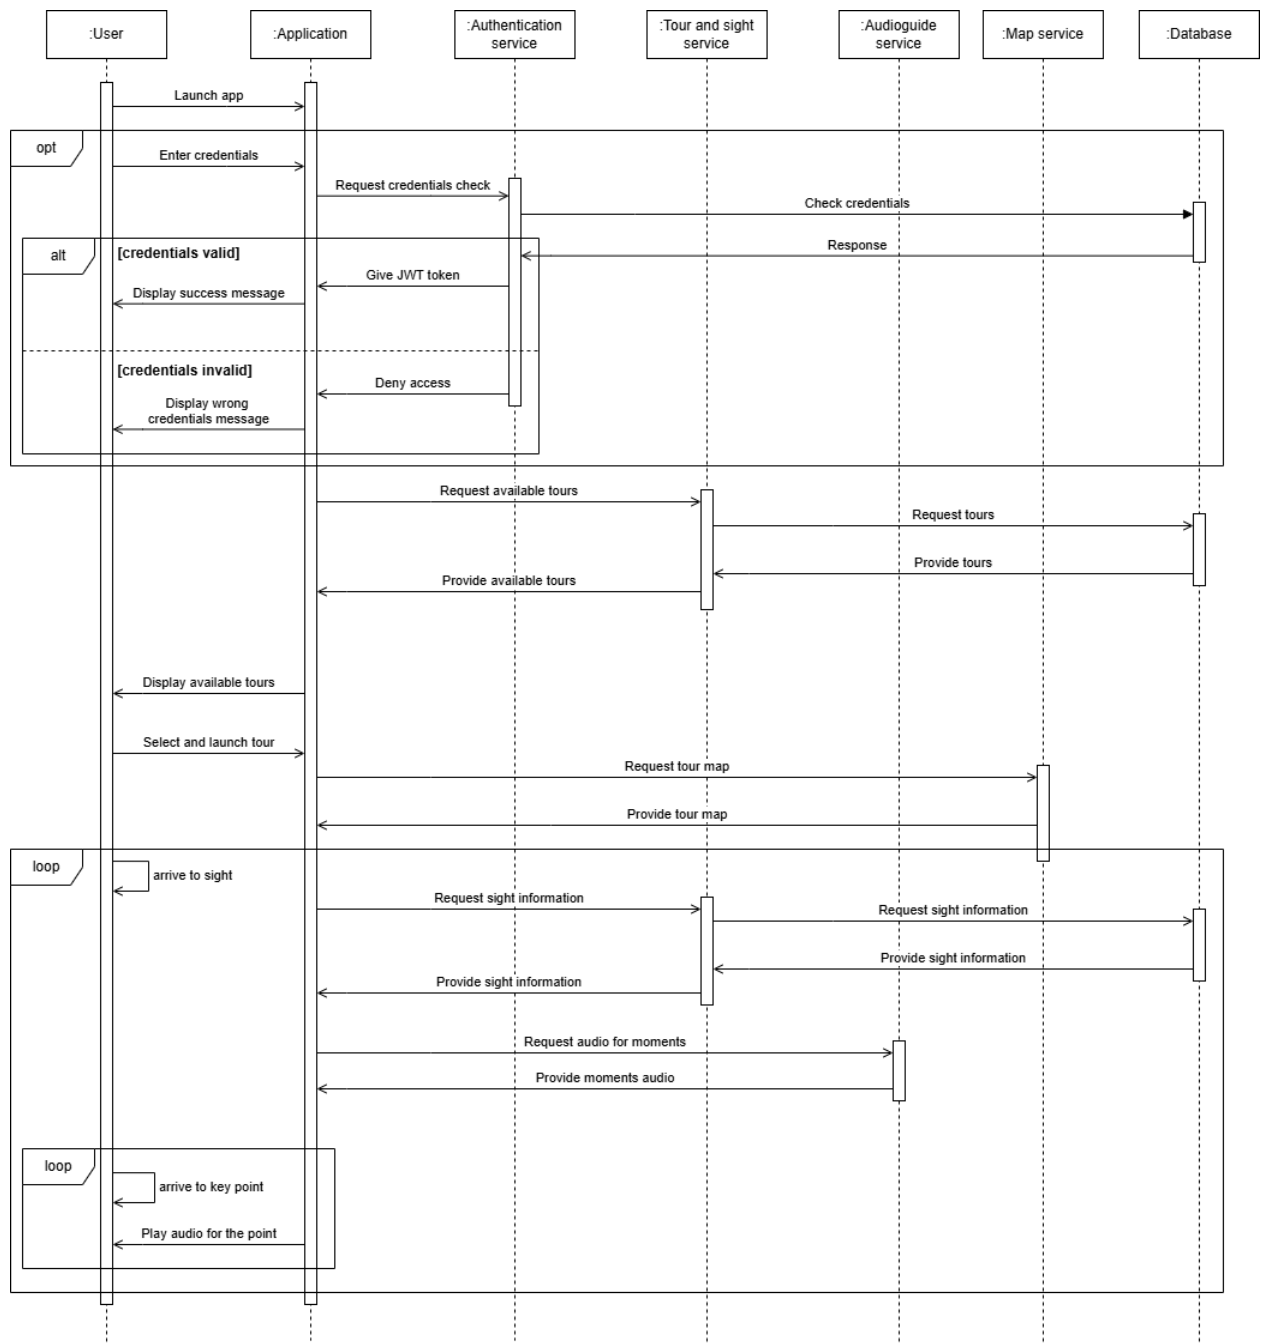 :User
:Application
:Authentication
service
:Tour and sight
service
:Audioguide
service
:Map service
:Database
Launch app
opt
Enter credentials
Request credentials check
Check credentials
alt
[credentials valid]
Response
Give JWT token
Display success message
[credentials invalid]
Deny access
Display wrong
credentials message
Request available tours
Request tours
Provide tours
Provide available tours
Display available tours
Select and launch tour
Request tour map
Provide tour map
loop
arrive to sight
Request sight information
Request sight information
Provide sight information
Provide sight information
Request audio for moments
Provide moments audio
loop
arrive to key point
Play audio for the point